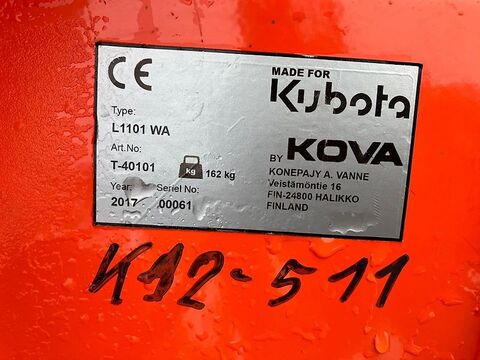 CE
Type:
L1101 WA
Art.No:
T-40101
kg
162 kg
Year: Serial No:
2017 00061
MADE FOR
Kubota
BY KOVA
KONEPAJY A. VANNE
Veistämöntie 16
FIN-24800 HALIKKO
FINLAND
K12-511